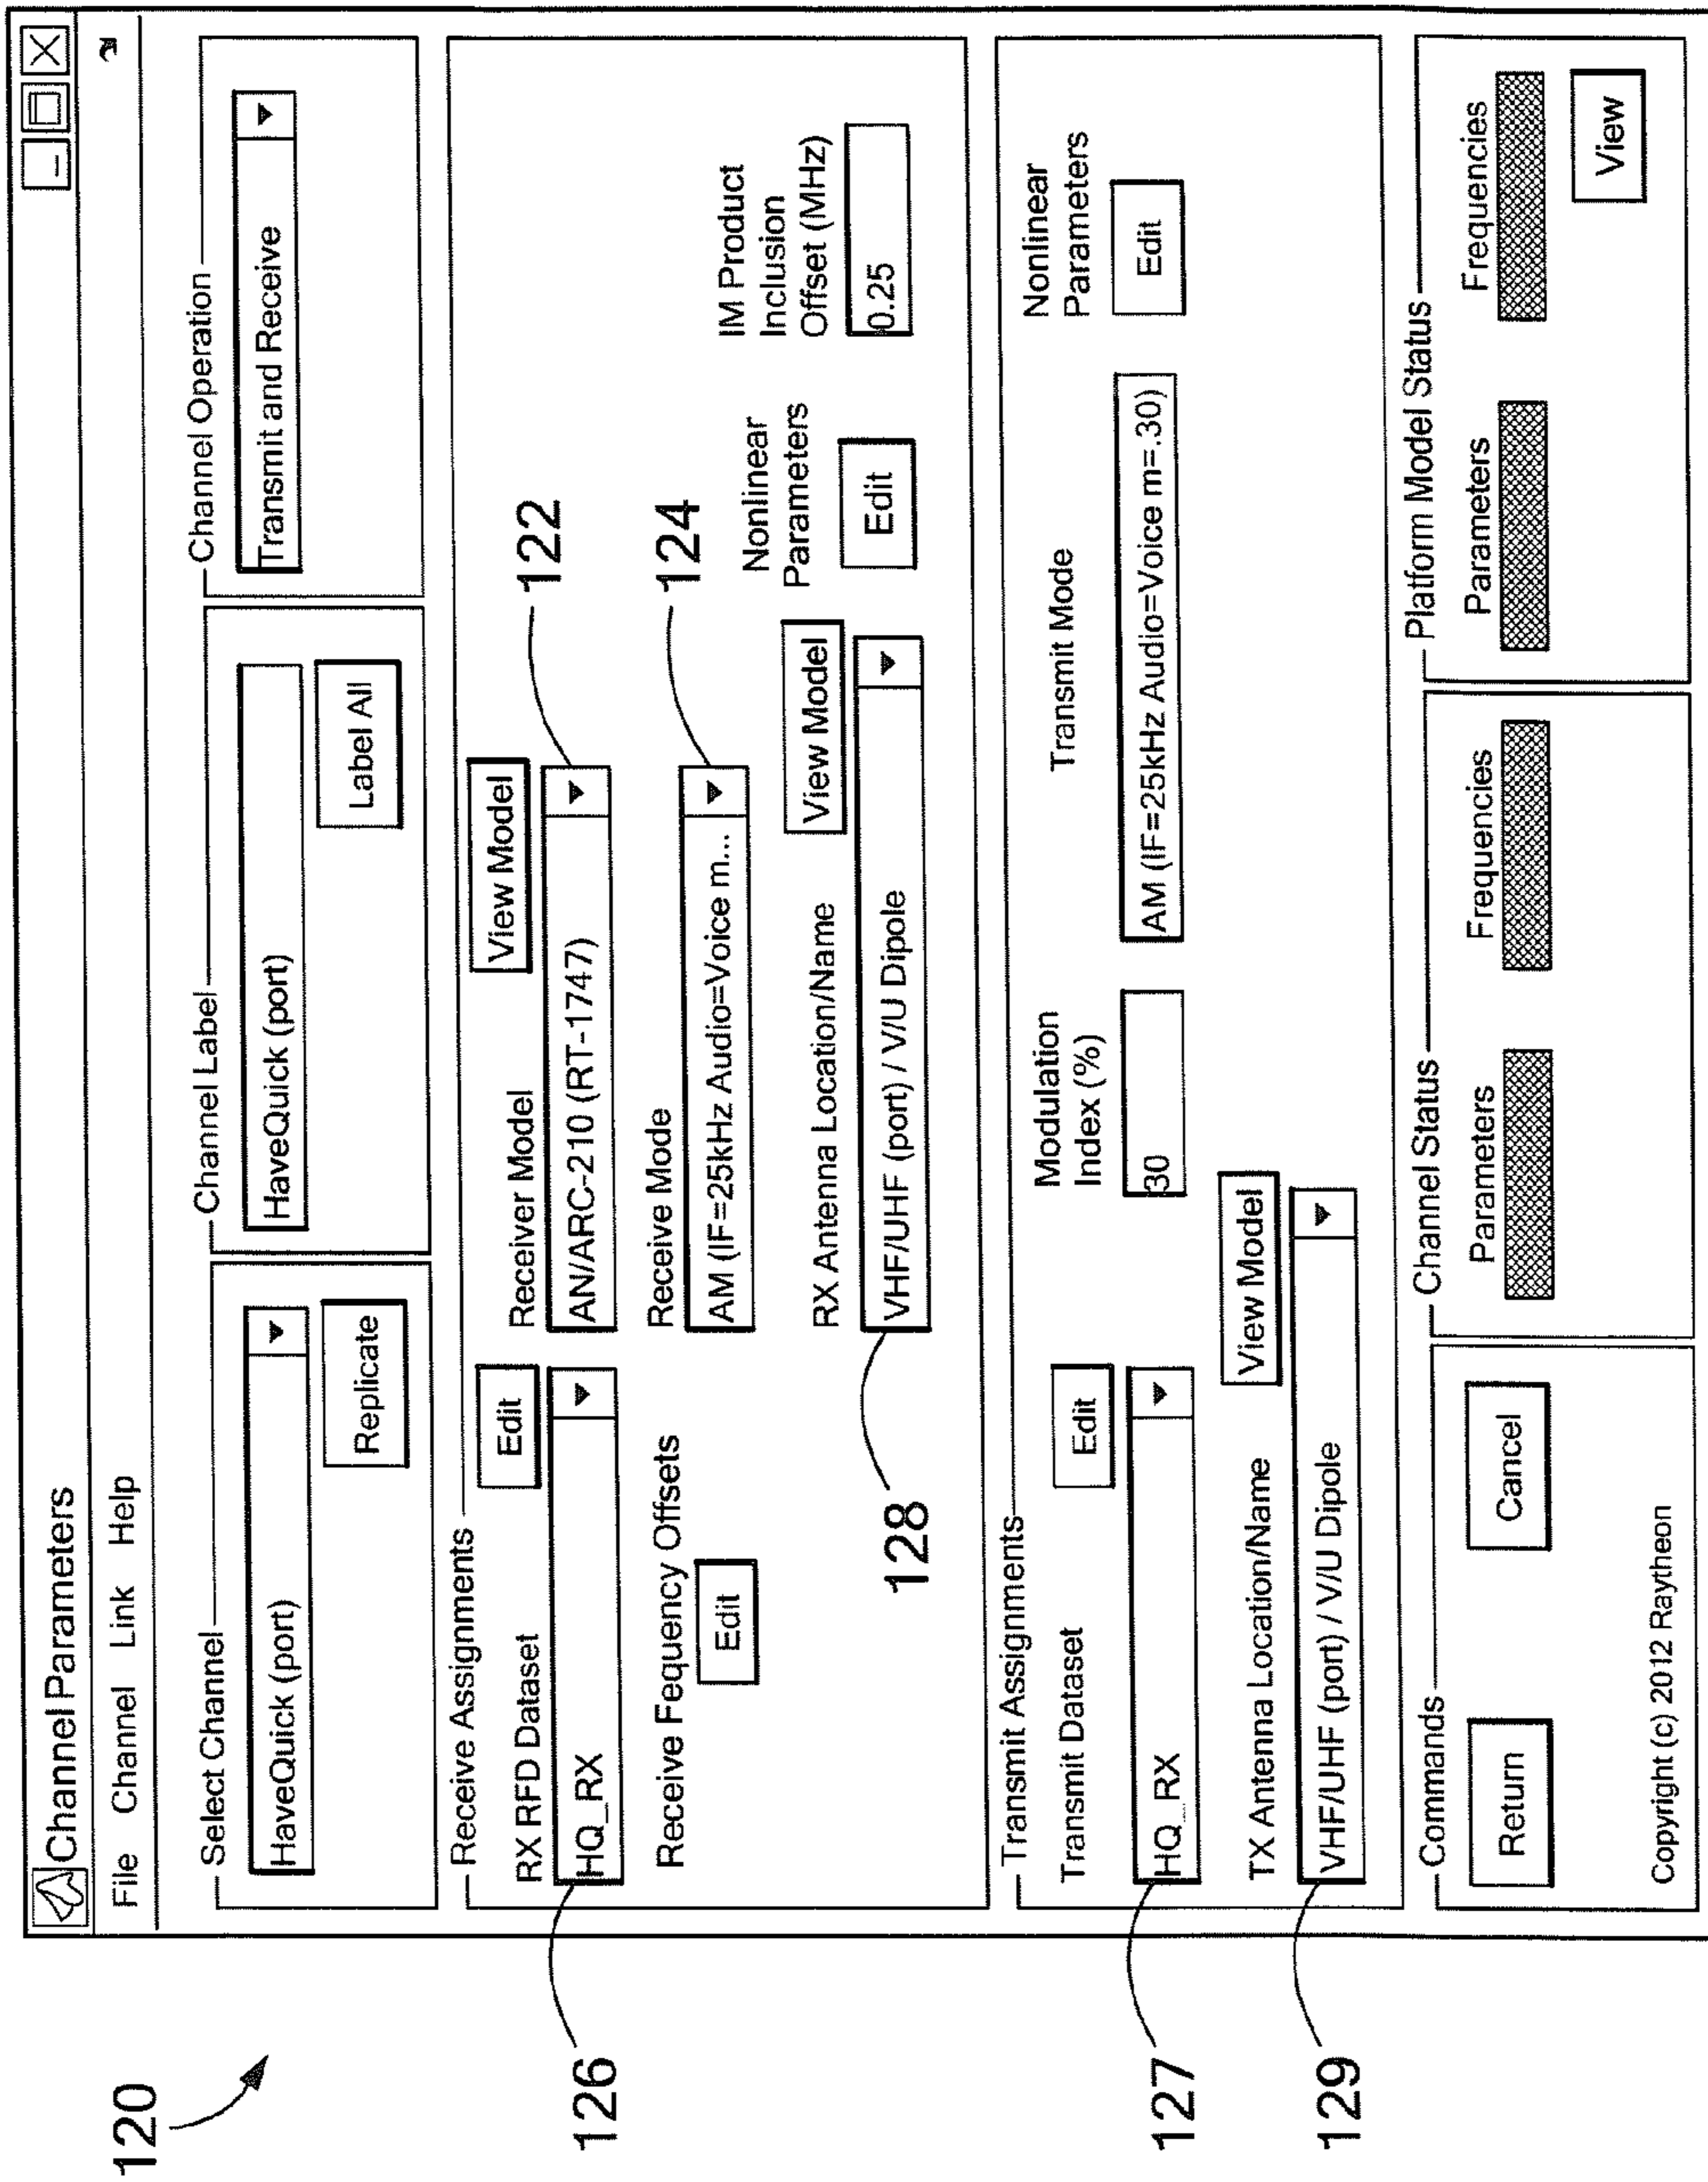 120
Channel Parameters
File Channel Link Help
Select Channel
HaveQuick (port)
Replicate
Channel Label
HaveQuick (port)
Label All
Channel Operation
Transmit and Receive
Receive Assignments
RX RFD Dataset
Edit
HQ_RX
126
Receive Fequency Offsets
Edit
Receiver Model
View Model
AN/ARC-210 (RT-1747)
122
Receive Mode
AM (IF=25kHz Audio=Voice m...
124
RX Antenna Location/Name
View Model
VHF/UHF (port) / V/U Dipole
128
Nonlinear
Parameters
Edit
IM Product
Inclusion
Offset (MHz)
0.25
Transmit Assignments
Transmit Dataset
Edit
HQ_RX
127
TX Antenna Location/Name
View Model
VHF/UHF (port) / V/U Dipole
129
Modulation
Index (%)
30
Transmit Mode
AM (IF=25kHz Audio=Voice m=.30)
Nonlinear
Parameters
Edit
Commands
Return
Cancel
Copyright (c) 2012 Raytheon
Channel Status
Parameters
Frequencies
Platform Model Status
Parameters
Frequencies
View